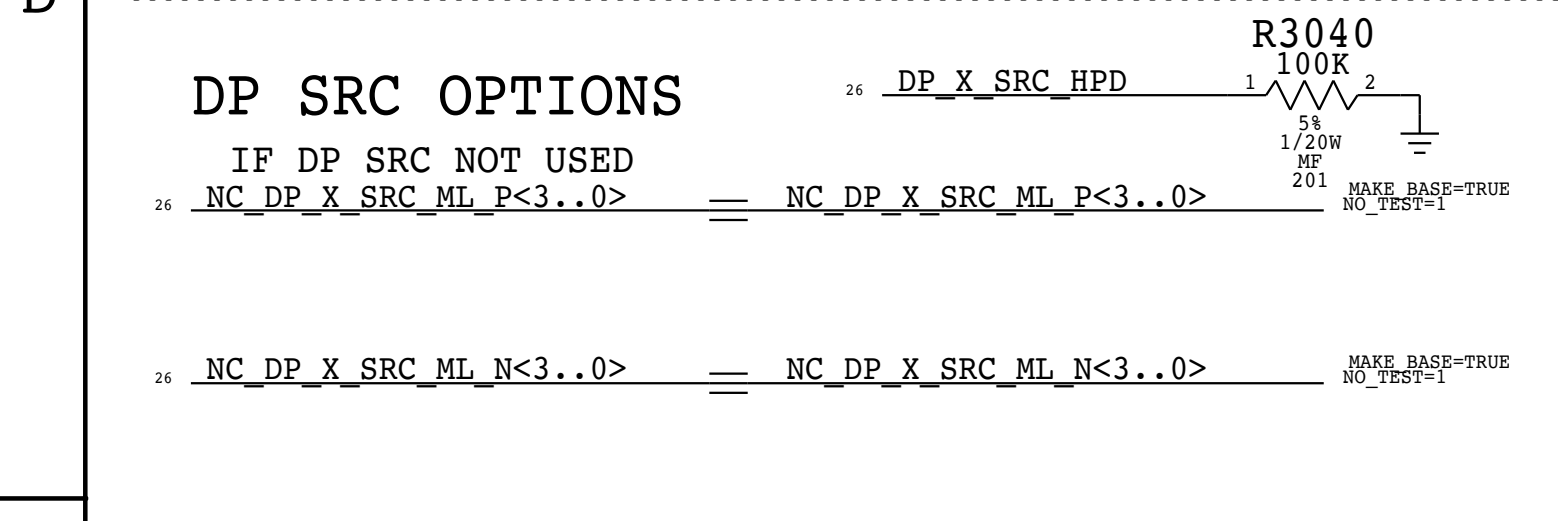 D
R3040
100K
DP SRC OPTIONS
26 DP_X_SRC_HPD 1 2
5%
1/20W
MF
201
IF DP SRC NOT USED
26 NC_DP_X_SRC_ML_P<3..0> NC_DP_X_SRC_ML_P<3..0> MAKE_BASE=TRUE
NO_TEST=1
26 NC_DP_X_SRC_ML_N<3..0> NC_DP_X_SRC_ML_N<3..0> MAKE_BASE=TRUE
NO_TEST=1